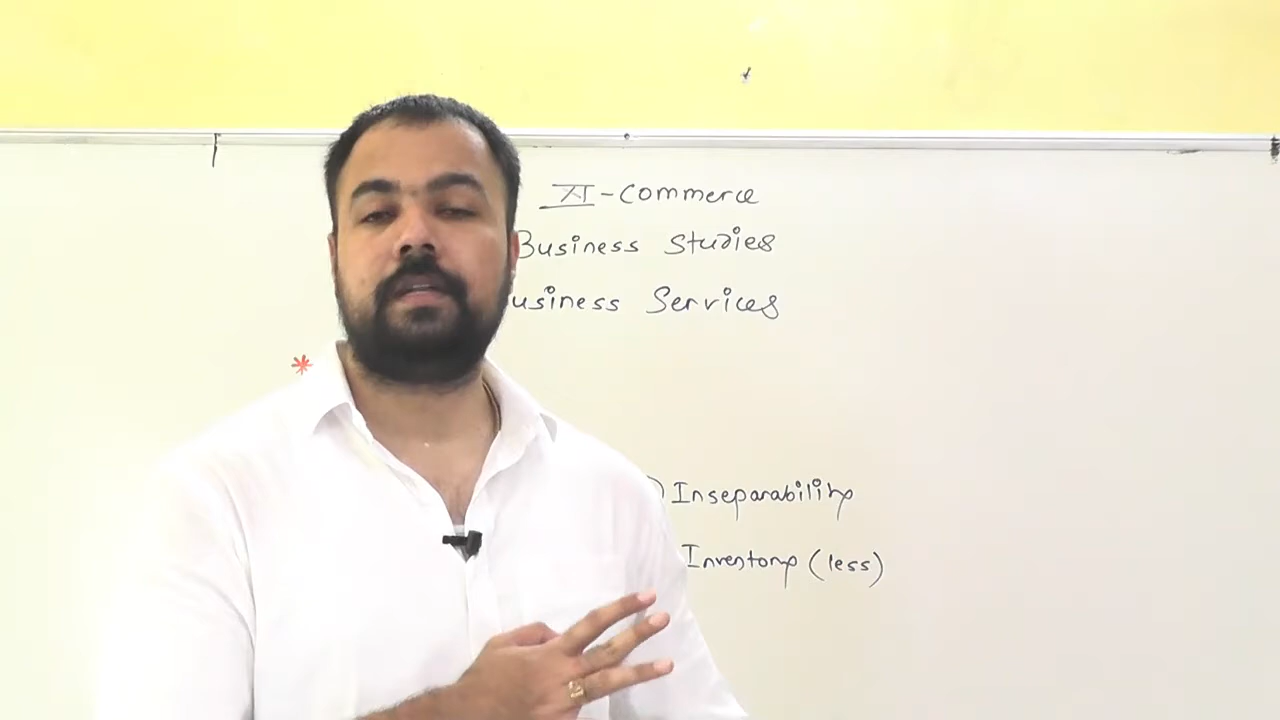 XI - Commerce
Business Studies
usiness Services
*
) Inseparability
Inventory (less)